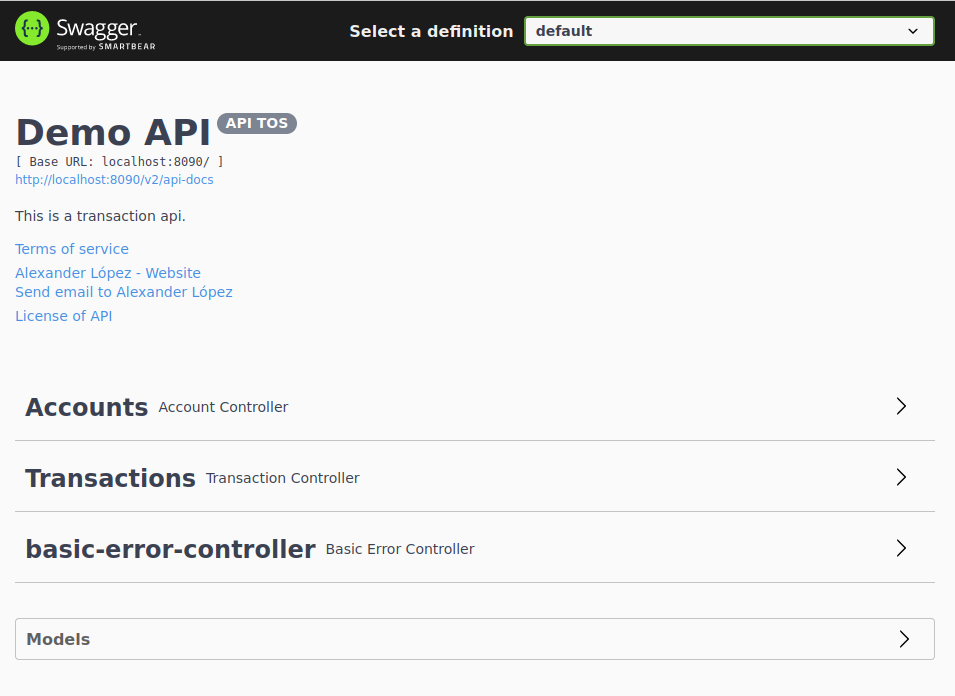 Swagger.
Supported by SMARTBEAR
Select a definition
default
Demo API API TOS
[ Base URL: localhost:8090/ ]
http://localhost:8090/v2/api-docs
This is a transaction api.
Terms of service
Alexander López - Website
Send email to Alexander López
License of API
Accounts Account Controller
Transactions Transaction Controller
basic-error-controller Basic Error Controller
Models